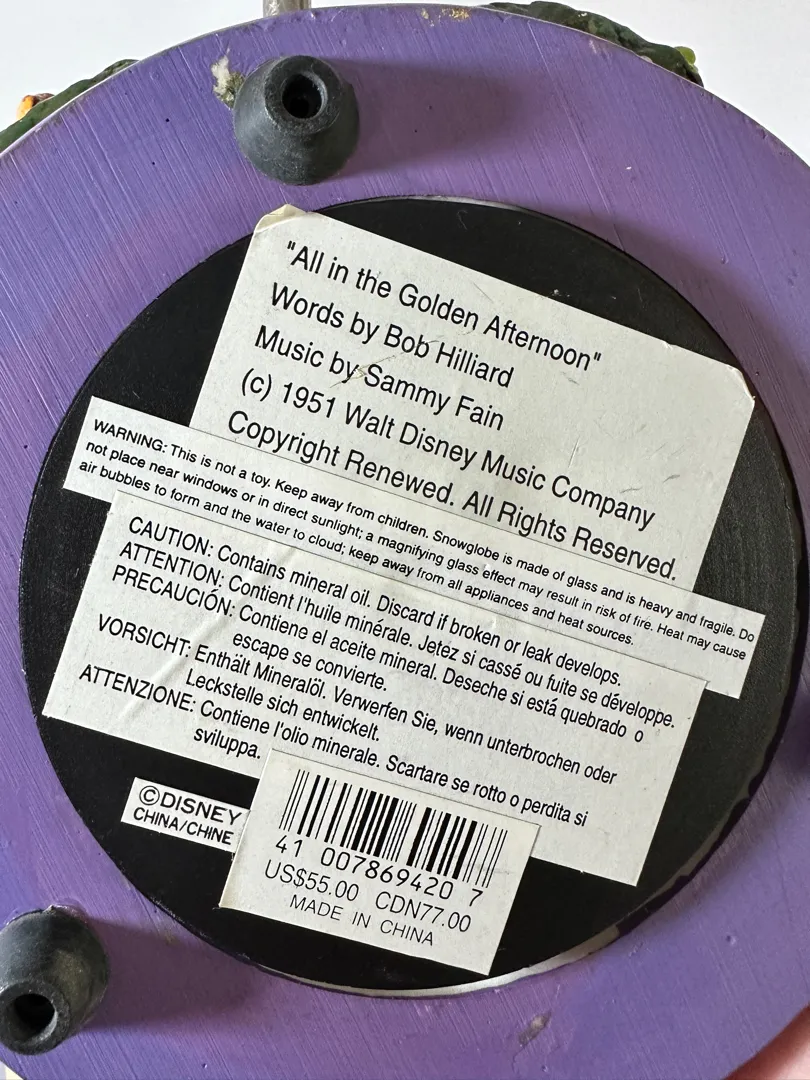 "All in the Golden Afternoon"
Words by Bob Hilliard
Music by Sammy Fain
(c) 1951 Walt Disney Music Company
Copyright Renewed. All Rights Reserved.
WARNING: This is not a toy. Keep away from children. Snowglobe is made of glass and is heavy and fragile. Do
not place near windows or in direct sunlight; a magnifying glass effect may result in risk of fire. Heat may cause
air bubbles to form and the water to cloud; keep away from all appliances and heat sources.
CAUTION: Contains mineral oil. Discard if broken or leak develops.
ATTENTION: Contient l'huile minérale. Jetéz si cassé ou fuite se développe.
PRECAUCIÓN: Contiene el aceite mineral. Deseche si está quebrado o
escape se convierte.
VORSICHT: Enthält Mineralöl. Verwerfen Sie, wenn unterbrochen oder
Leckstelle sich entwickelt.
ATTENZIONE: Contiene l'olio minerale. Scartare se rotto o perdita si
sviluppa.
©DISNEY
CHINA/CHINE
41 007869420 7
US$55.00 CDN77.00
MADE IN CHINA